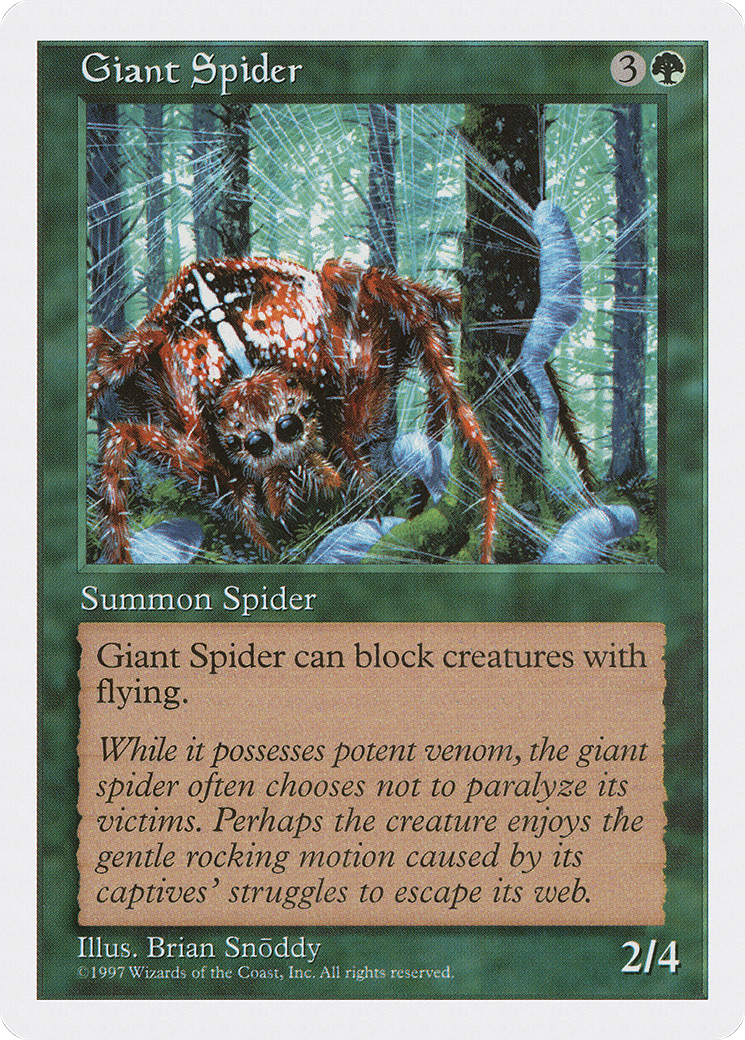 Giant Spider 3
Summon Spider
Giant Spider can block creatures with
flying.
While it possesses potent venom, the giant
spider often chooses not to paralyze its
victims. Perhaps the creature enjoys the
gentle rocking motion caused by its
captives’ struggles to escape its web.
Illus. Brian Snōddy
©1997 Wizards of the Coast, Inc. All rights reserved.
2/4